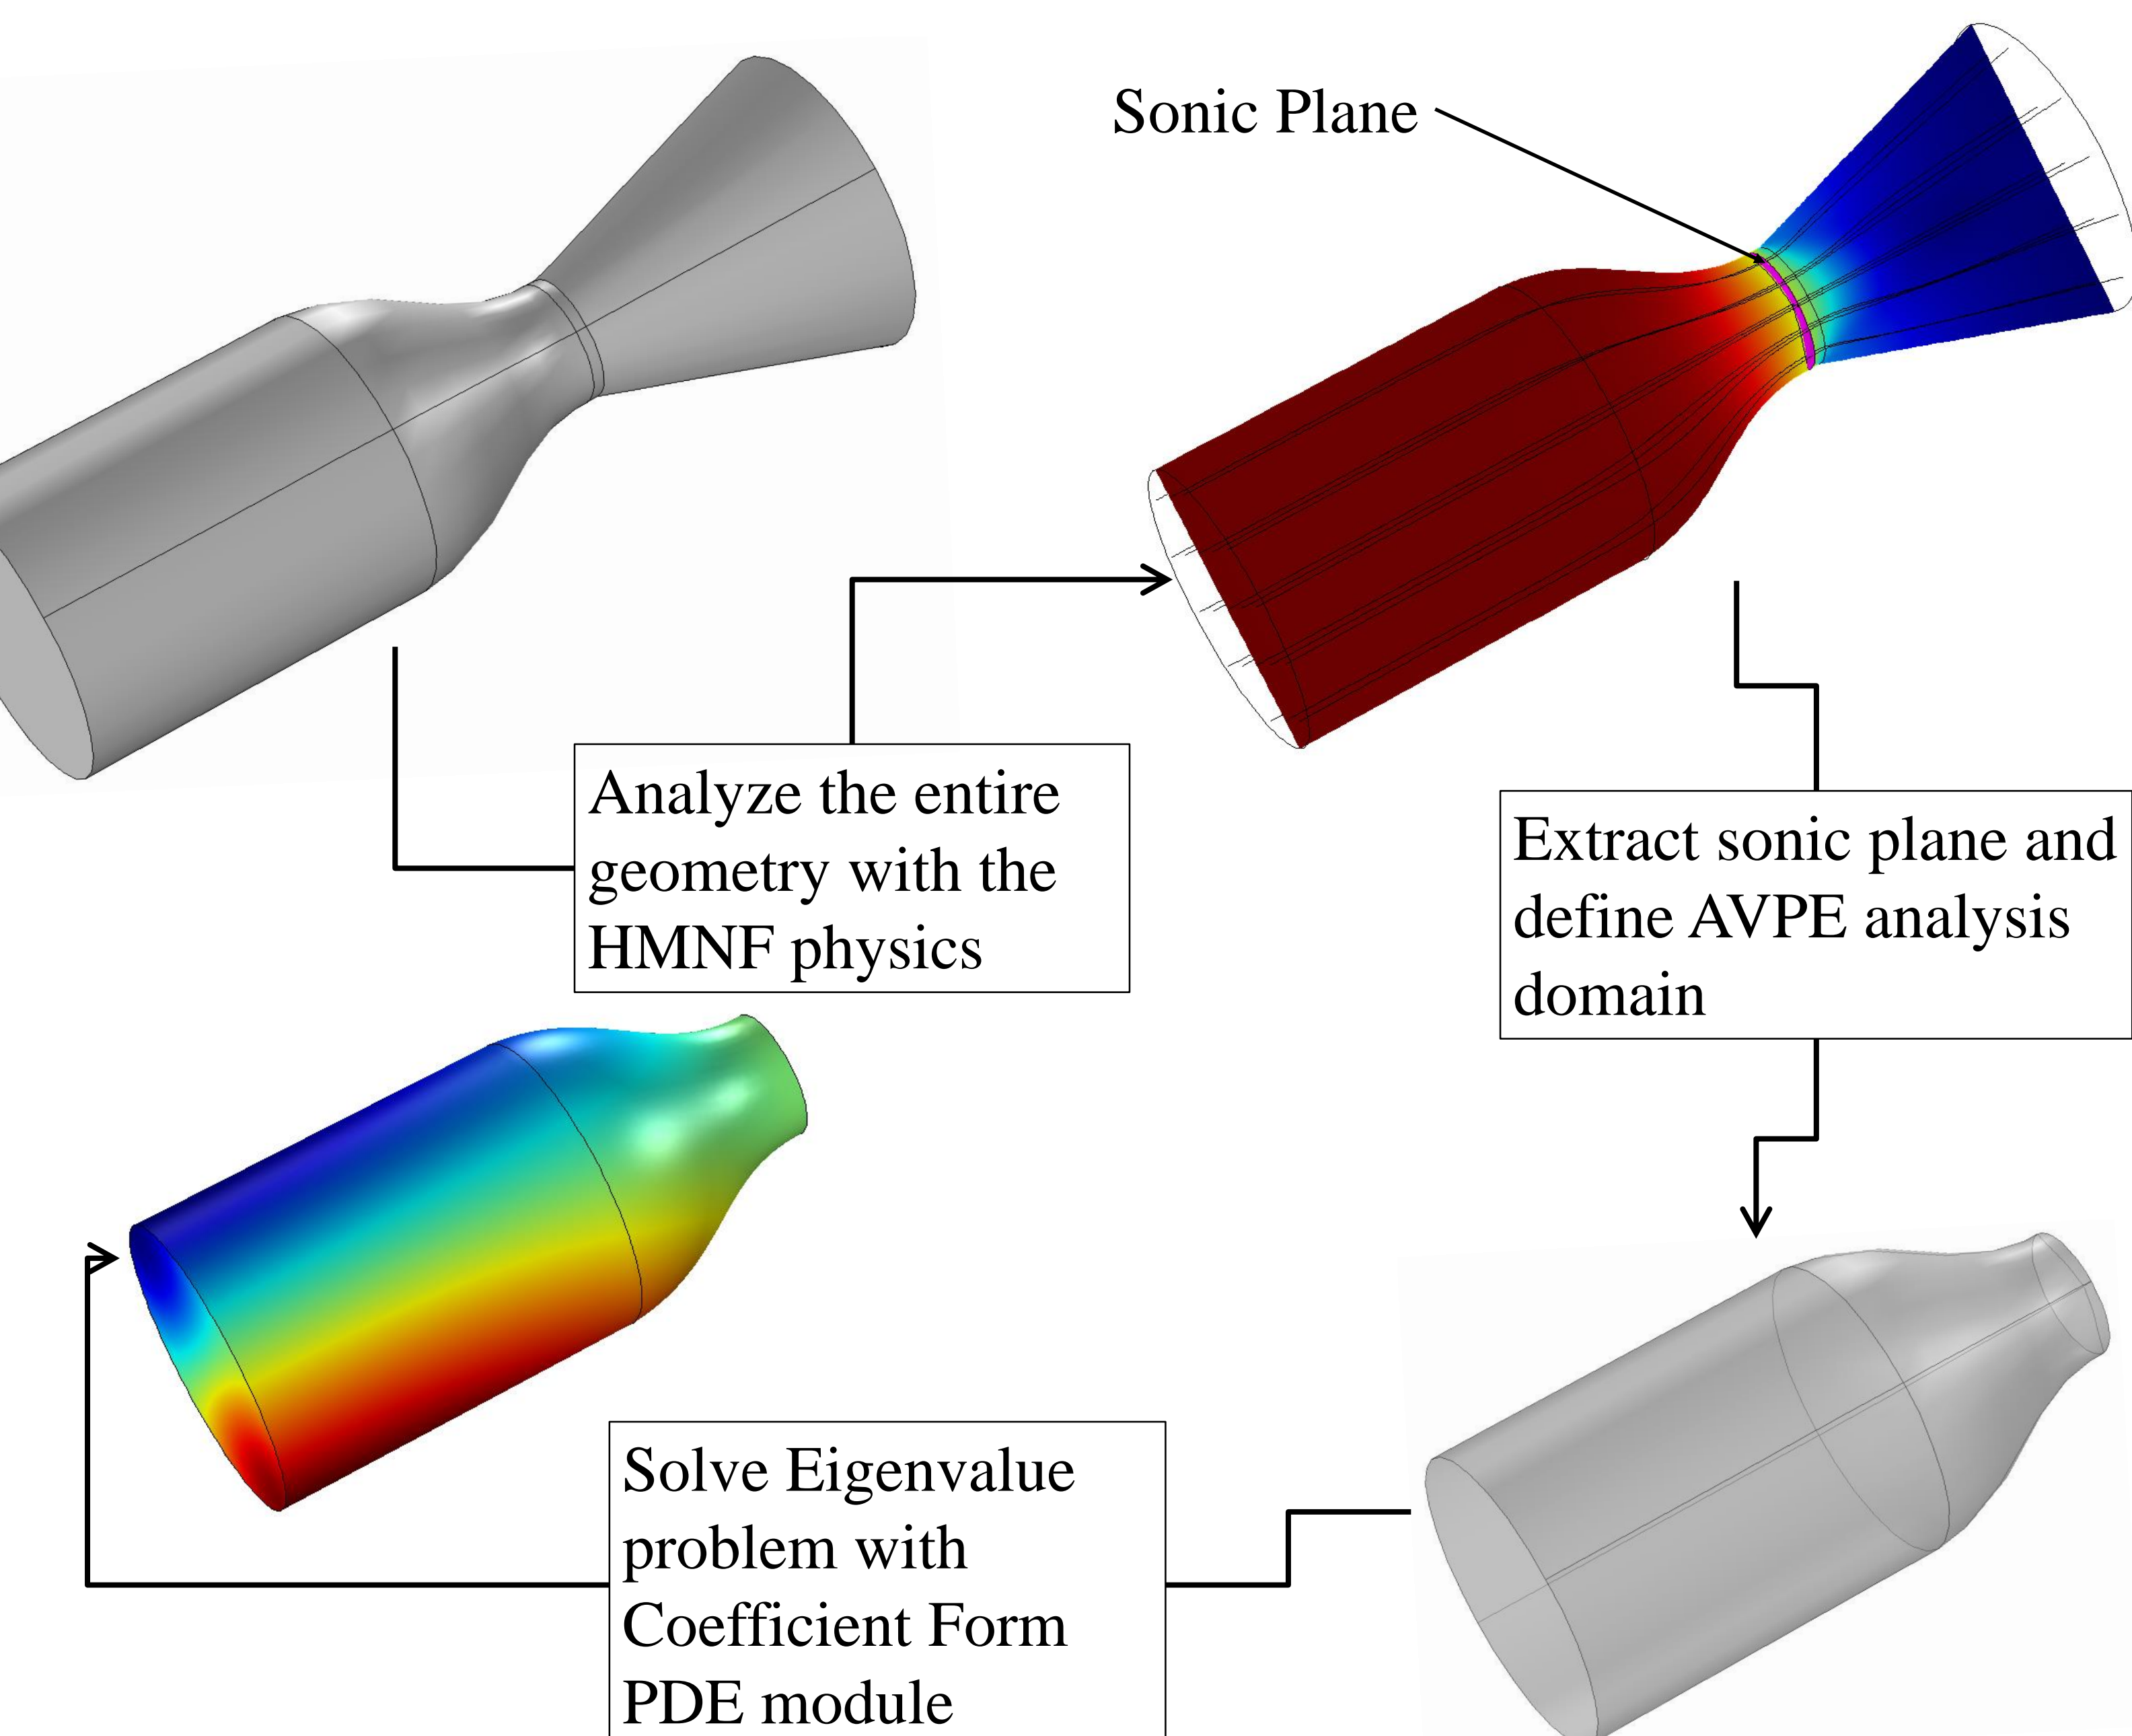 Sonic Plane
Analyze the entire
geometry with the
HMNF physics
Extract sonic plane and
define AVPE analysis
domain
Solve Eigenvalue
problem with
Coefficient Form
PDE module